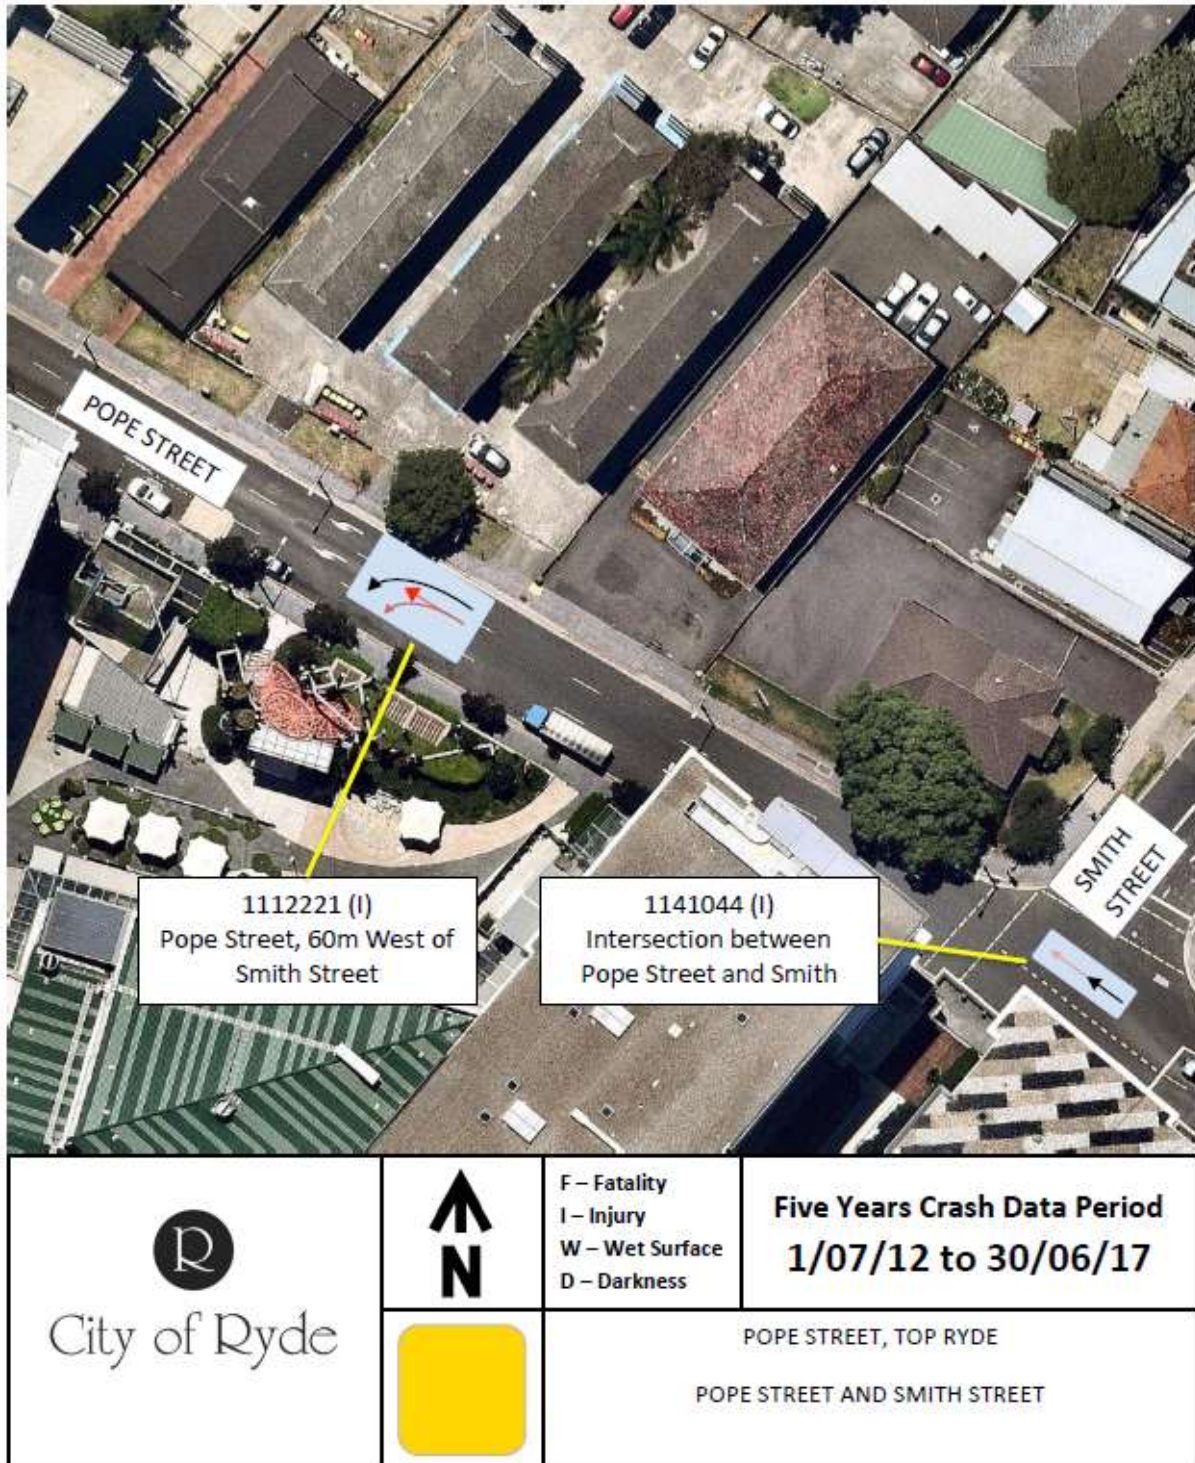 POPE STREET
SMITH
STREET
1112221 (I)
Pope Street, 60m West of
Smith Street
1141044 (I)
Intersection between
Pope Street and Smith
R
City of Ryde
N
F – Fatality
I – Injury
W – Wet Surface
D – Darkness
Five Years Crash Data Period
1/07/12 to 30/06/17
POPE STREET, TOP RYDE
POPE STREET AND SMITH STREET